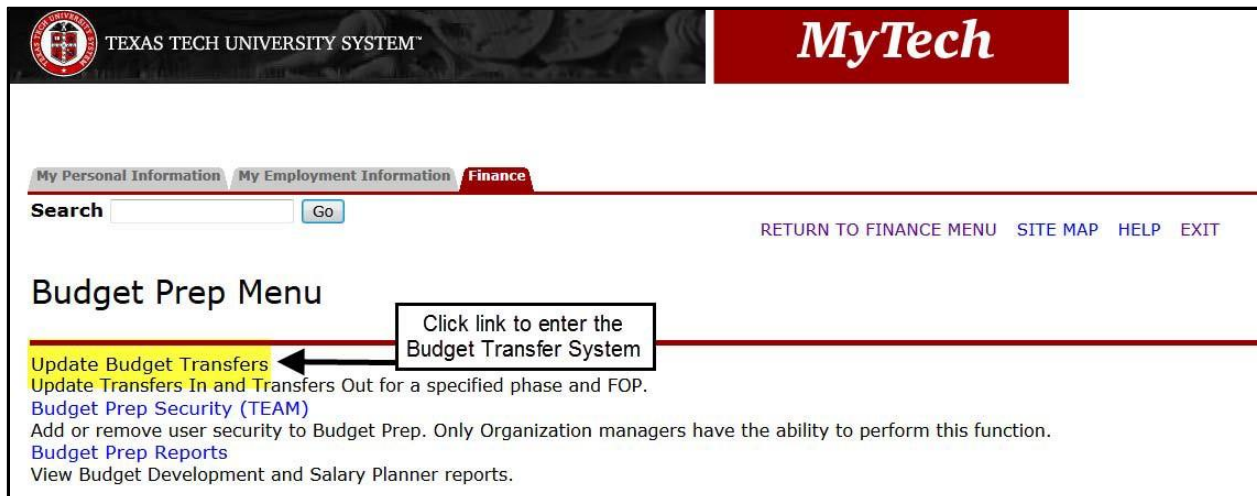 TEXAS TECH UNIVERSITY SYSTEM™
MyTech
My Personal Information My Employment Information Finance
Search Go
RETURN TO FINANCE MENU SITE MAP HELP EXIT
Budget Prep Menu
Click link to enter the
Budget Transfer System
Update Budget Transfers
Update Transfers In and Transfers Out for a specified phase and FOP.
Budget Prep Security (TEAM)
Add or remove user security to Budget Prep. Only Organization managers have the ability to perform this function.
Budget Prep Reports
View Budget Development and Salary Planner reports.